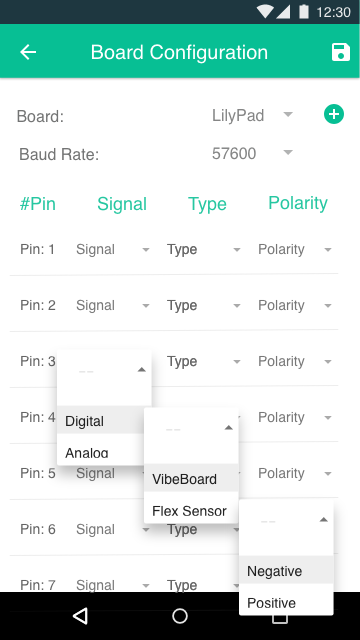 12:30
Board Configuration
Board: LilyPad
Baud Rate: 57600
#Pin Signal Type Polarity
Pin: 1 Signal Type Polarity
Pin: 2 Signal Type Polarity
Pin: 3 -- Type Polarity
Pin: 4 Digital -- Polarity
Analog
Pin: 5 VibeBoard Polarity
Flex Sensor --
Pin: 6 Signal Type
Negative
Pin: 7 Signal Type
Positive